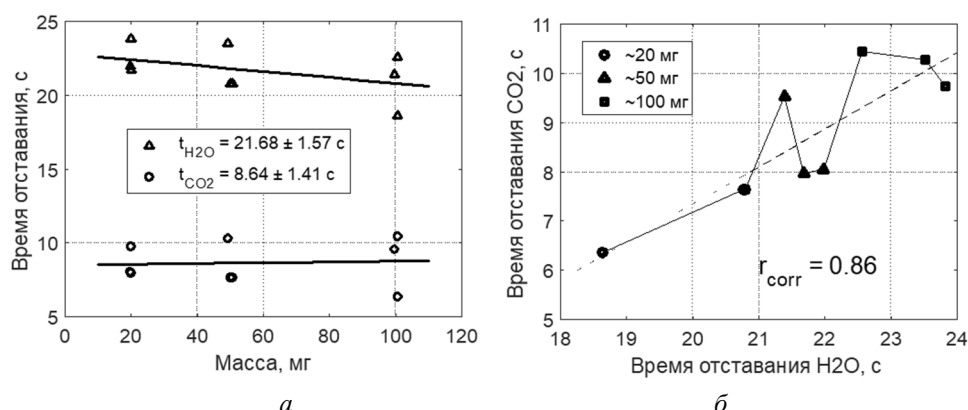 25
20
15
10
5
Время отставания, с
t_H2O = 21.68 ± 1.57 с
t_CO2 = 8.64 ± 1.41 с
0 20 40 60 80 100 120
Масса, мг
а
11
10
9
8
7
6
5
Время отставания CO2, с
~20 мг
~50 мг
~100 мг
r_corr = 0.86
18 19 20 21 22 23 24
Время отставания H2O, с
б